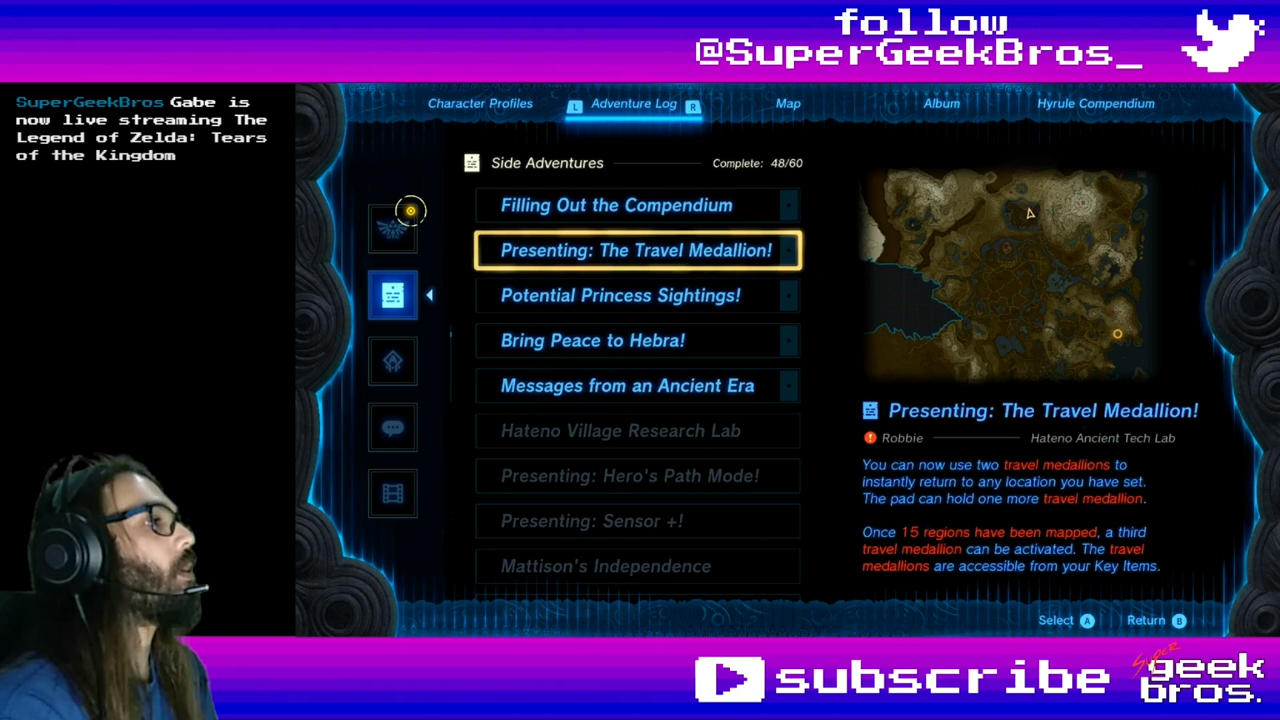 follow
@SuperGeekBros_
SuperGeekBros Gabe is
now live streaming The
Legend of Zelda: Tears
of the Kingdom
Character Profiles
L Adventure Log R
Map
Album
Hyrule Compendium
Side Adventures
Complete: 48/60
Filling Out the Compendium
Presenting: The Travel Medallion!
Potential Princess Sightings!
Bring Peace to Hebra!
Messages from an Ancient Era
Hateno Village Research Lab
Presenting: Hero's Path Mode!
Presenting: Sensor +!
Mattison's Independence
Presenting: The Travel Medallion!
Robbie
Hateno Ancient Tech Lab
You can now use two travel medallions to
instantly return to any location you have set.
The pad can hold one more travel medallion.
Once 15 regions have been mapped, a third
travel medallion can be activated. The travel
medallions are accessible from your Key Items.
Select A
Return B
subscribe
Super
geek
bros.